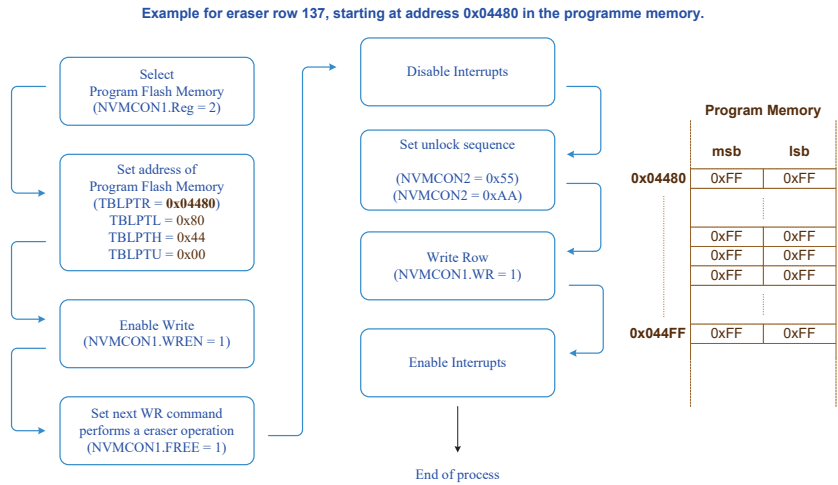 Example for eraser row 137, starting at address 0x04480 in the programme memory.
Select
Program Flash Memory
(NVMCON1.Reg = 2)
Set address of
Program Flash Memory
(TBLPTR = 0x04480)
TBLPTL = 0x80
TBLPTH = 0x44
TBLPTU = 0x00
Enable Write
(NVMCON1.WREN = 1)
Set next WR command
performs a eraser operation
(NVMCON1.FREE = 1)
Disable Interrupts
Set unlock sequence
(NVMCON2 = 0x55)
(NVMCON2 = 0xAA)
Write Row
(NVMCON1.WR = 1)
Enable Interrupts
End of process
Program Memory
msb lsb
0x04480 0xFF 0xFF
0xFF 0xFF
0xFF 0xFF
0xFF 0xFF
0x044FF 0xFF 0xFF